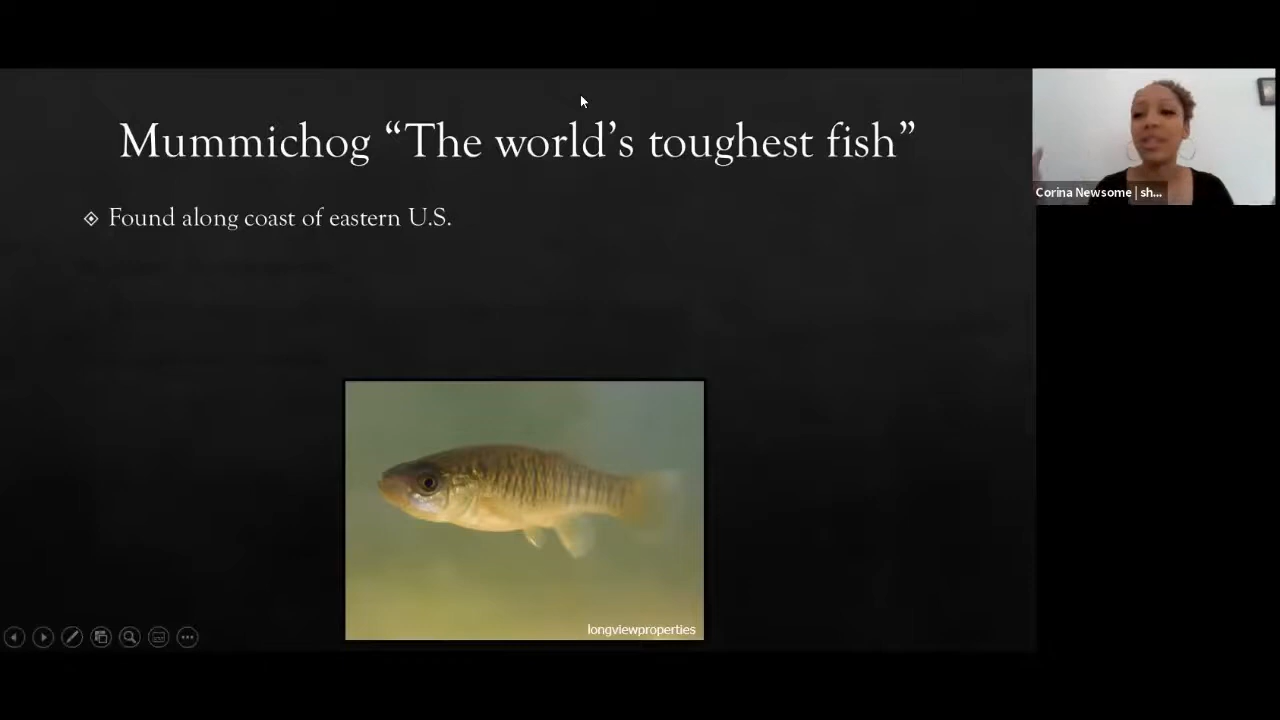 Mummichog “The world’s toughest fish”
Found along coast of eastern U.S.
longviewproperties
Corina Newsome | sh...